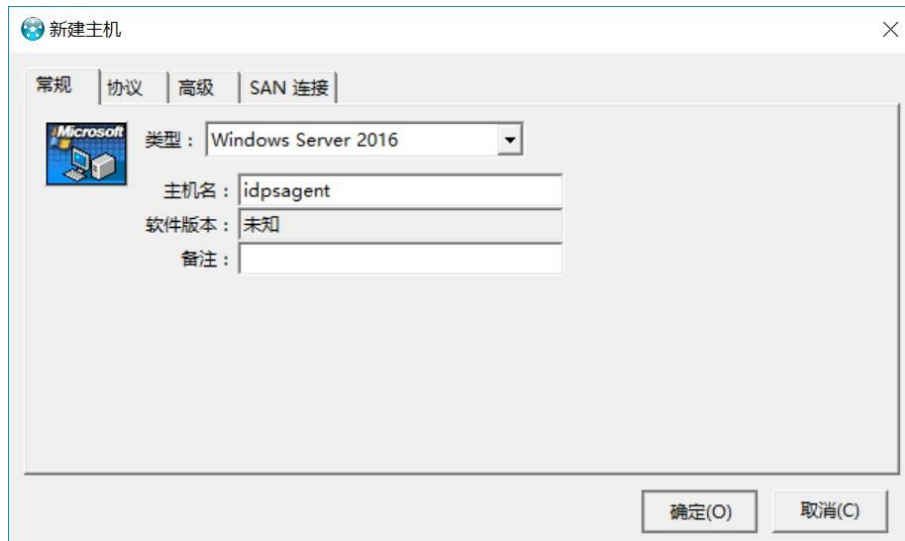 新建主机
常规 协议 高级 SAN 连接
Microsoft
类型： Windows Server 2016
主机名： idpsagent
软件版本： 未知
备注：
确定(O) 取消(C)